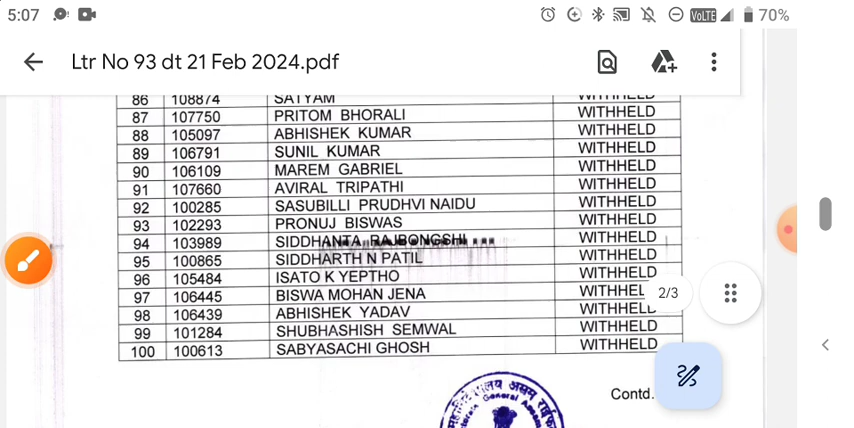 5:07 VoLTE 70%
Ltr No 93 dt 21 Feb 2024.pdf
86 108874 SATYAM WITHHELD
87 107750 PRITOM BHORALI WITHHELD
88 105097 ABHISHEK KUMAR WITHHELD
89 106791 SUNIL KUMAR WITHHELD
90 106109 MAREM GABRIEL WITHHELD
91 107660 AVIRAL TRIPATHI WITHHELD
92 100285 SASUBILLI PRUDHVI NAIDU WITHHELD
93 102293 PRONUJ BISWAS WITHHELD
94 103989 SIDDHANTA RAJBONGSHI WITHHELD
95 100865 SIDDHARTH N PATIL WITHHELD
96 105484 ISATO K YEPTHO WITHHELD
97 106445 BISWA MOHAN JENA WITHHEL 2/3
98 106439 ABHISHEK YADAV WITHHELD
99 101284 SHUBHASHISH SEMWAL WITHHELD
100 100613 SABYASACHI GHOSH WITHHELD
Contd.
असम राईफ
General